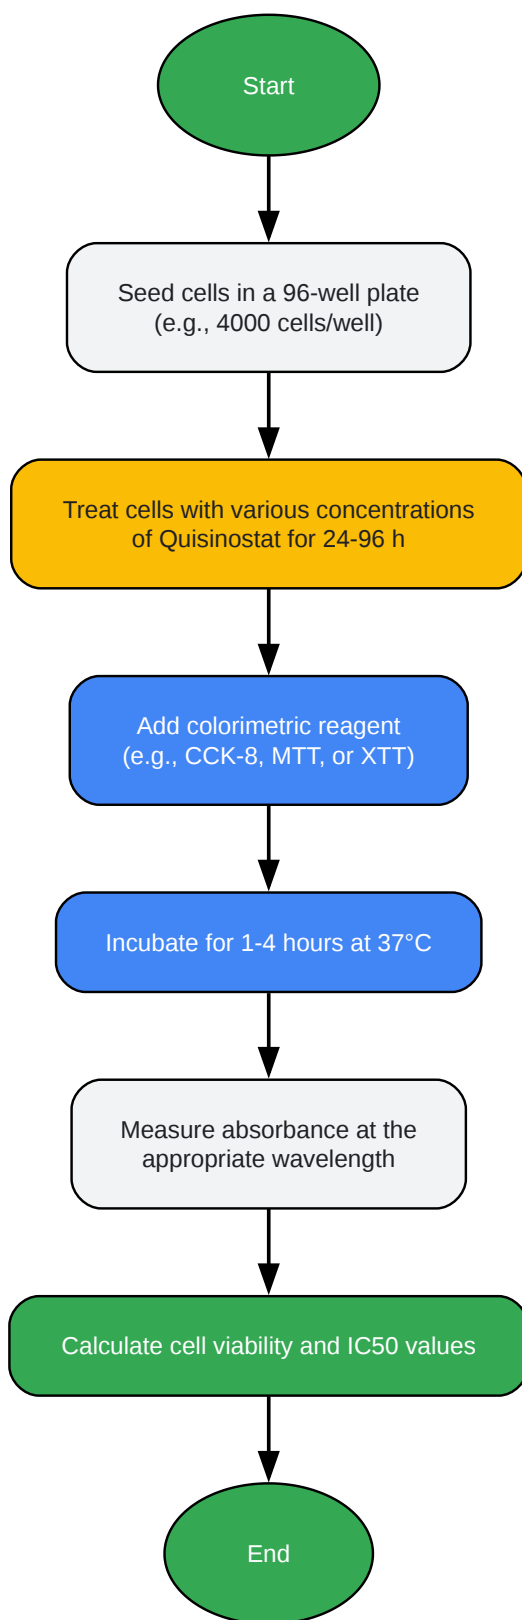 Start
Seed cells in a 96-well plate
(e.g., 4000 cells/well)
Treat cells with various concentrations
of Quisinostat for 24-96 h
Add colorimetric reagent
(e.g., CCK-8, MTT, or XTT)
Incubate for 1-4 hours at 37°C
Measure absorbance at the
appropriate wavelength
Calculate cell viability and IC50 values
End